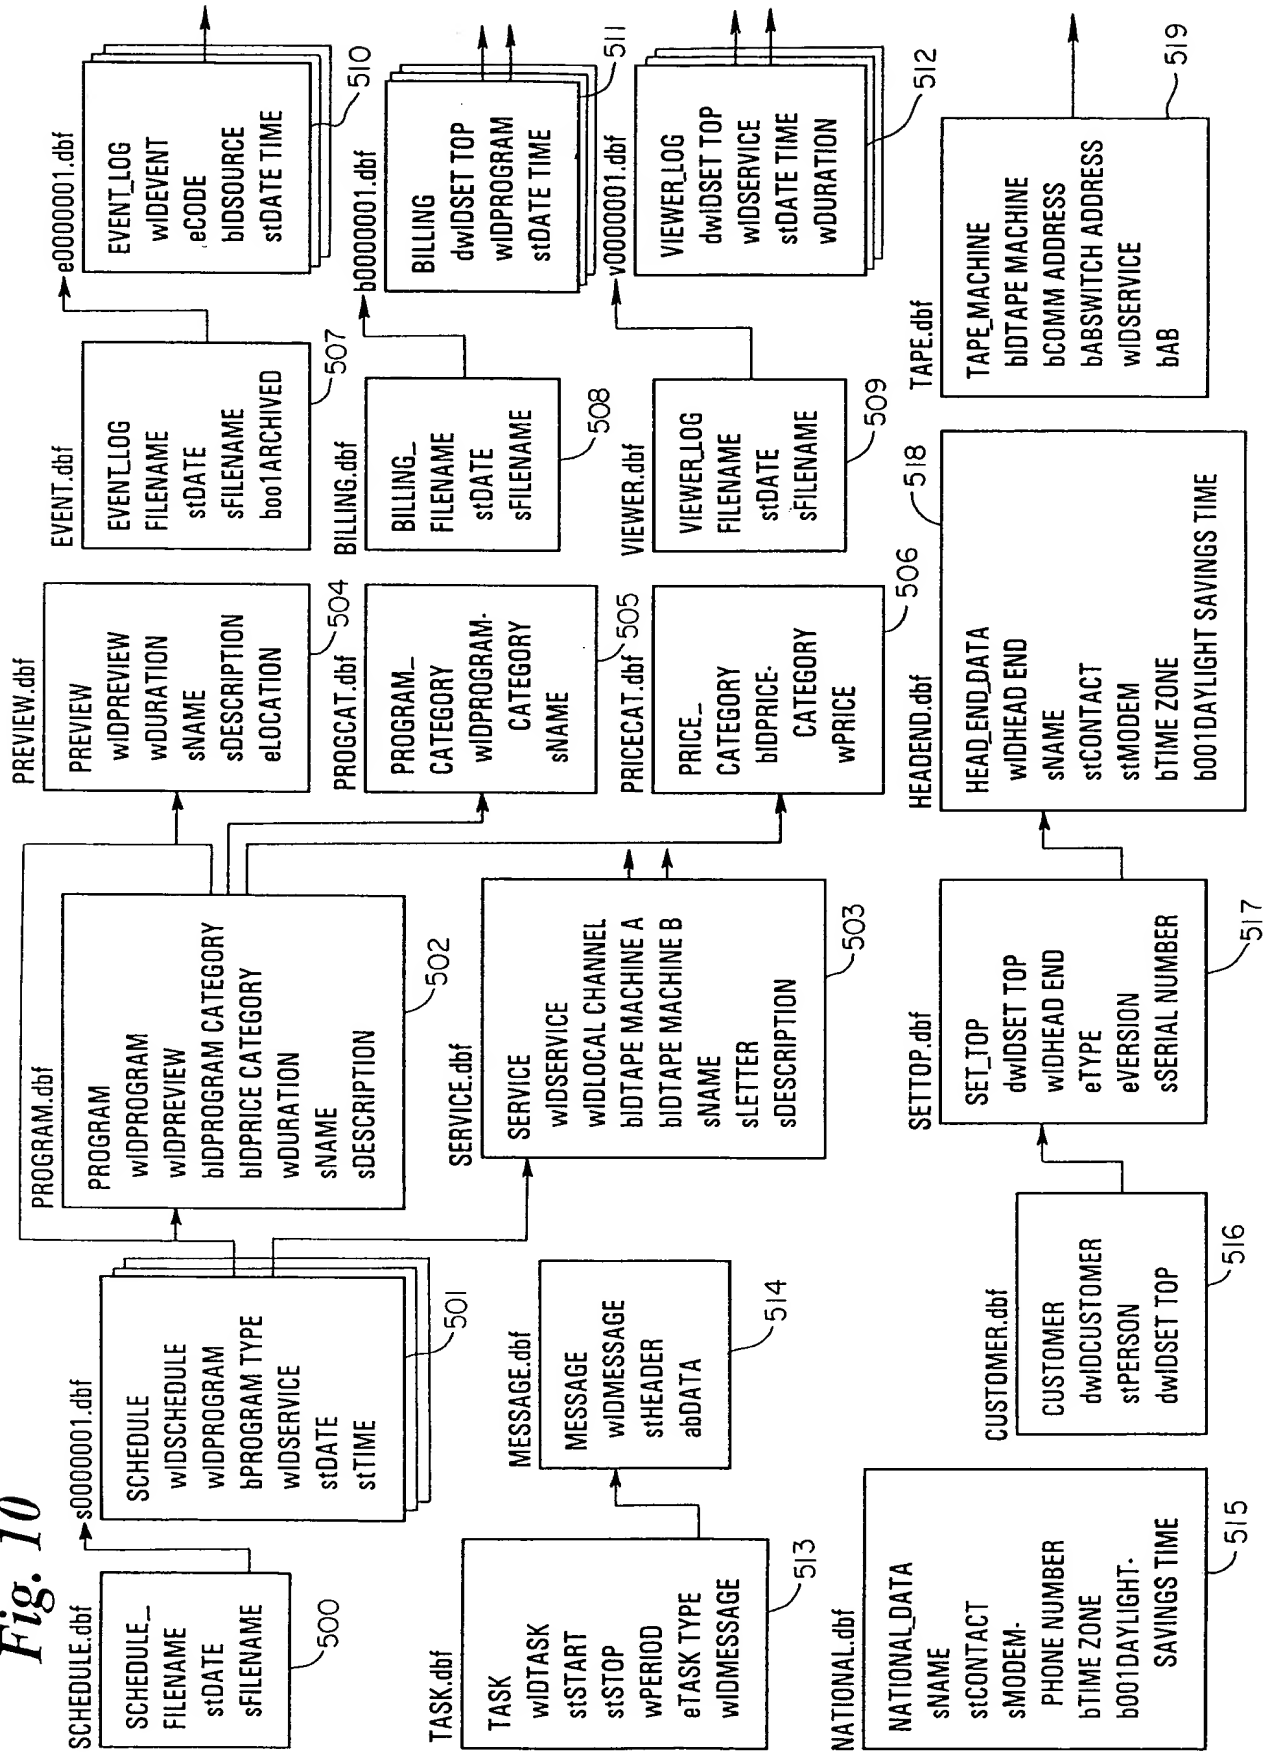 Fig. 10
SCHEDULE.dbf
SCHEDULE_
FILENAME
stDATE
sFILENAME
500
s0000001.dbf
SCHEDULE
wIDSCHEDULE
wIDPROGRAM
bPROGRAM TYPE
wIDSERVICE
stDATE
stTIME
501
PROGRAM.dbf
PROGRAM
wIDPROGRAM
wIDPREVIEW
bIDPROGRAM CATEGORY
bIDPRICE CATEGORY
wDURATION
sNAME
sDESCRIPTION
502
SERVICE.dbf
SERVICE
wIDSERVICE
wIDLOCAL CHANNEL
bIDTAPE MACHINE A
bIDTAPE MACHINE B
sNAME
sLETTER
sDESCRIPTION
503
PREVIEW.dbf
PREVIEW
wIDPREVIEW
wDURATION
sNAME
sDESCRIPTION
eLOCATION
504
PROGCAT.dbf
PROGRAM_
CATEGORY
wIDPROGRAM-
CATEGORY
sNAME
505
PRICECAT.dbf
PRICE_
CATEGORY
bIDPRICE-
CATEGORY
wPRICE
506
EVENT.dbf
EVENT_LOG
FILENAME
stDATE
sFILENAME
boo1ARCHIVED
507
BILLING.dbf
BILLING_
FILENAME
stDATE
sFILENAME
508
VIEWER.dbf
VIEWER_LOG
FILENAME
stDATE
sFILENAME
509
e0000001.dbf
EVENT_LOG
wIDEVENT
eCODE
bIDSOURCE
stDATE TIME
510
b0000001.dbf
BILLING
dwIDSET TOP
wIDPROGRAM
stDATE TIME
511
v0000001.dbf
VIEWER_LOG
dwIDSET TOP
wIDSERVICE
stDATE TIME
wDURATION
512
TASK.dbf
TASK
wIDTASK
stSTART
stSTOP
wPERIOD
eTASK TYPE
wIDMESSAGE
513
MESSAGE.dbf
MESSAGE
wIDMESSAGE
stHEADER
abDATA
514
NATIONAL.dbf
NATIONAL_DATA
sNAME
stCONTACT
sMODEM-
PHONE NUMBER
bTIME ZONE
b001DAYLIGHT-
SAVINGS TIME
515
CUSTOMER.dbf
CUSTOMER
dwIDCUSTOMER
stPERSON
dwIDSET TOP
516
SETTOP.dbf
SET_TOP
dwIDSET TOP
wIDHEAD END
eTYPE
eVERSION
sSERIAL NUMBER
517
HEADEND.dbf
HEAD_END_DATA
wIDHEAD END
sNAME
stCONTACT
stMODEM
bTIME ZONE
b001DAYLIGHT SAVINGS TIME
518
TAPE.dbf
TAPE_MACHINE
bIDTAPE MACHINE
bCOMM ADDRESS
bABSWITCH ADDRESS
wIDSERVICE
bAB
519